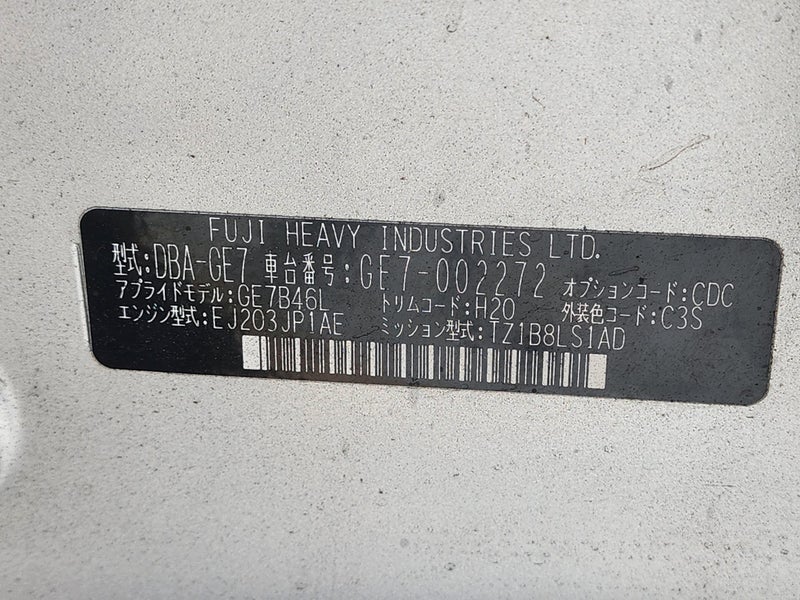 FUJI HEAVY INDUSTRIES LTD.
型式:DBA-GE7 車台番号:GE7-002272 オプションコード:CDC
アプライドモデル:GE7B46L トリムコード:H20 外装色コード:C3S
エンジン型式:EJ203JP1AE ミッション型式:TZ1B8LS1AD